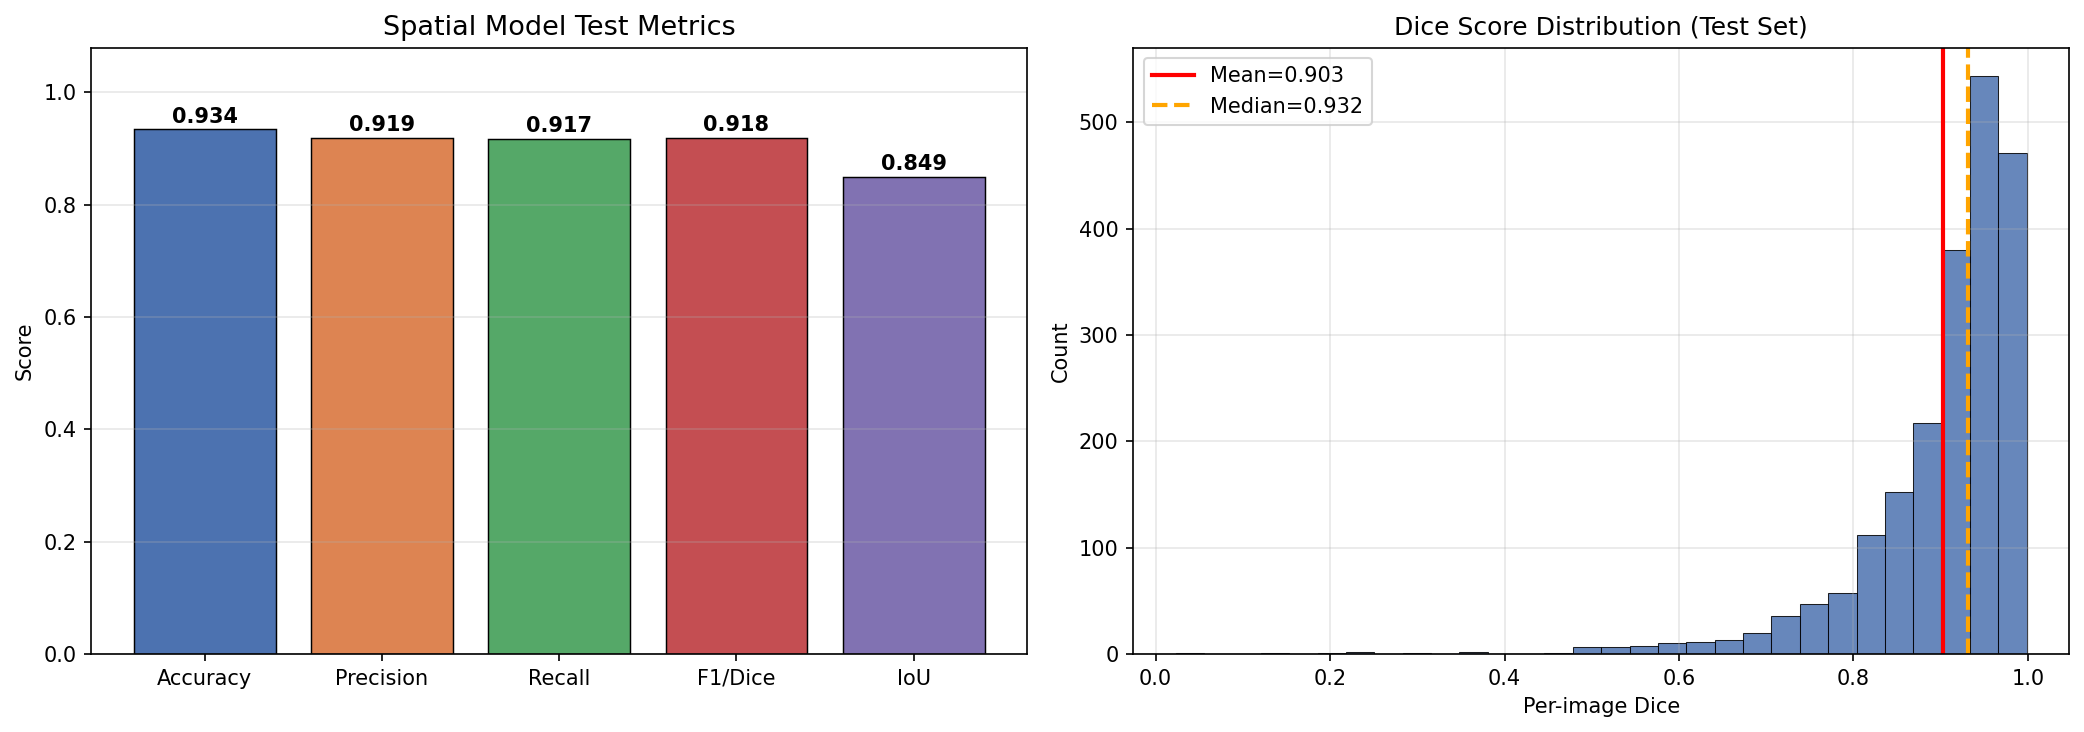 Spatial Model Test Metrics
Score
1.0
0.8
0.6
0.4
0.2
0.0
0.934
0.919
0.917
0.918
0.849
Accuracy
Precision
Recall
F1/Dice
IoU
Dice Score Distribution (Test Set)
Mean=0.903
Median=0.932
Count
500
400
300
200
100
0
0.0
0.2
0.4
0.6
0.8
1.0
Per-image Dice